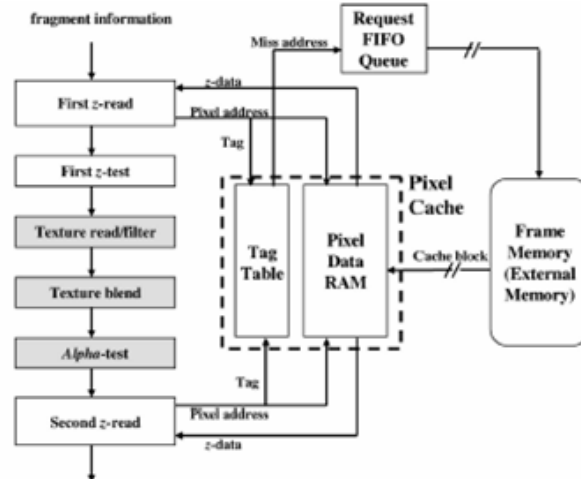 fragment information
Request
FIFO
Queue
Miss address
z-data
First z-read
Pixel address
Tag
First z-test
Pixel
Cache
Texture read/filter
Tag
Table
Pixel
Data
RAM
Cache block
Frame
Memory
(External
Memory)
Texture blend
Alpha-test
Tag
Second z-read
Pixel address
z-data